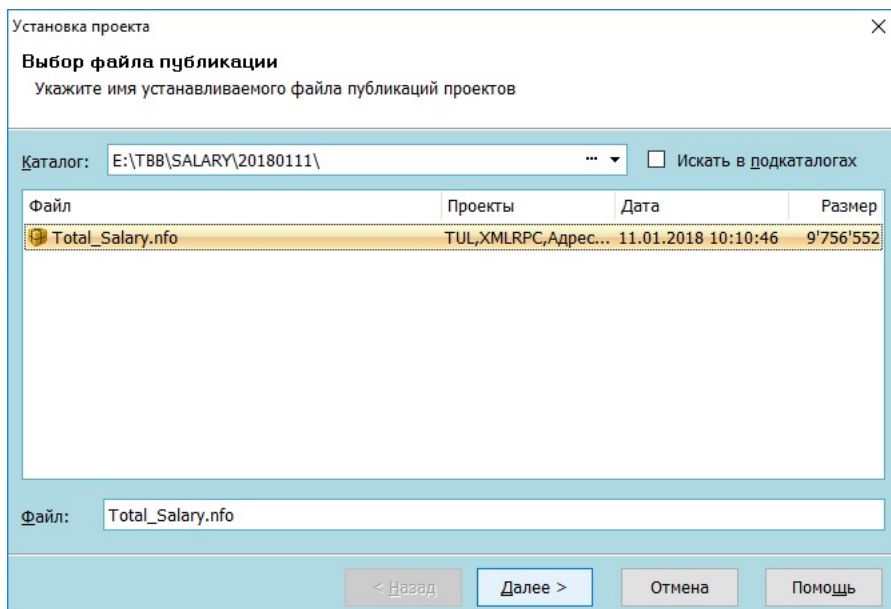 Установка проекта
Выбор файла публикации
Укажите имя устанавливаемого файла публикаций проектов
Каталог: E:\TBB\SALARY\20180111\ ... Искать в подкаталогах
Файл Проекты Дата Размер
Total_Salary.nfo TUL,XMLRPC,Адрес... 11.01.2018 10:10:46 9'756'552
Файл: Total_Salary.nfo
< Назад Далее > Отмена Помощь